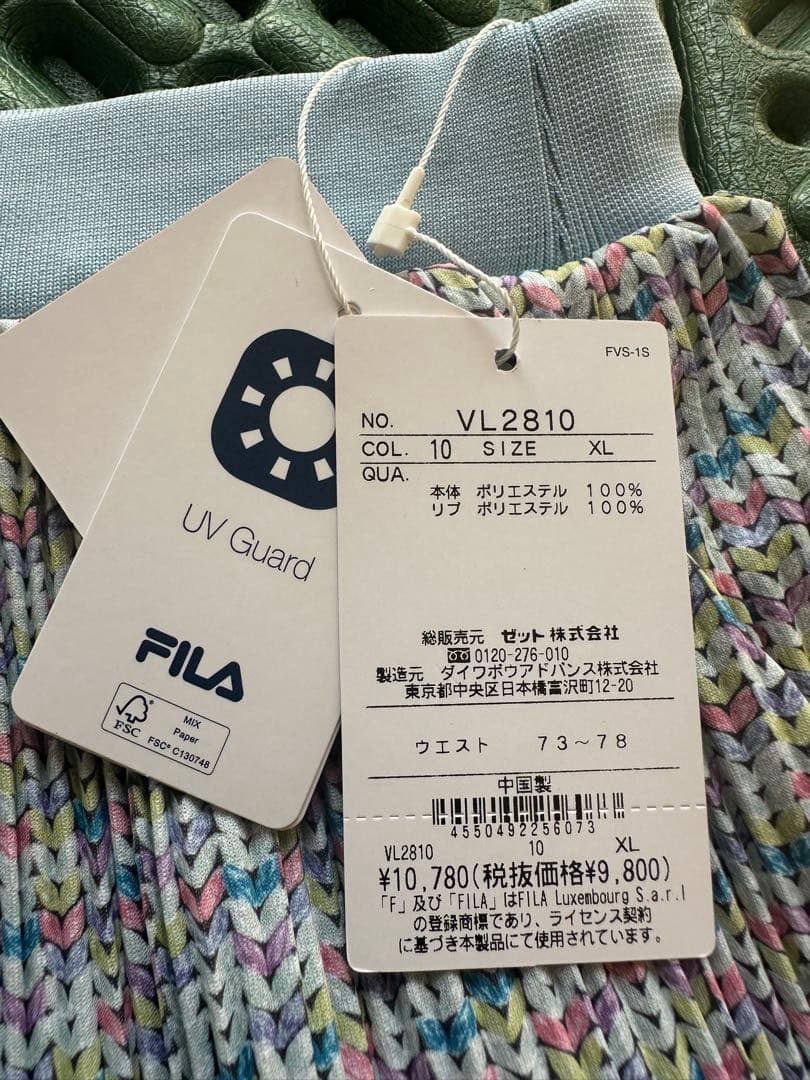 UV Guard
FILA
FSC
MIX
Paper
FSC® C130748
FVS-1S
NO. VL2810
COL. 10 SIZE XL
QUA.
本体 ポリエステル 100%
リブ ポリエステル 100%
総販売元 ゼット株式会社
0120-276-010
製造元 ダイワボウアドバンス株式会社
東京都中央区日本橋富沢町12-20
ウエスト 73~78
中国製
4550492256073
VL2810 10 XL
¥10,780(税抜価格¥9,800)
「F」及び「FILA」はFILA Luxembourg S.a.r.l
の登録商標であり、ライセンス契約
に基づき本製品にて使用されています。